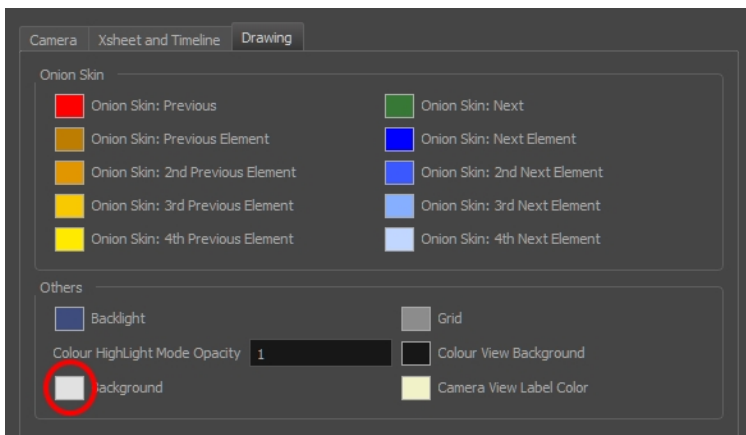 Camera Xsheet and Timeline Drawing
Onion Skin
Onion Skin: Previous Onion Skin: Next
Onion Skin: Previous Element Onion Skin: Next Element
Onion Skin: 2nd Previous Element Onion Skin: 2nd Next Element
Onion Skin: 3rd Previous Element Onion Skin: 3rd Next Element
Onion Skin: 4th Previous Element Onion Skin: 4th Next Element
Others
Backlight Grid
Colour HighLight Mode Opacity 1 Colour View Background
Background Camera View Label Color